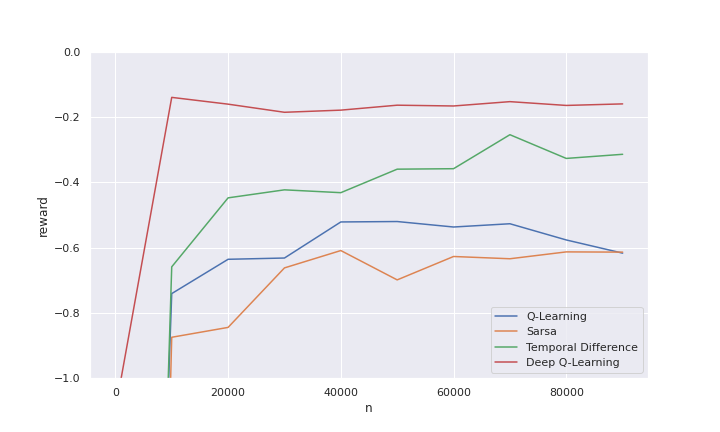 0.0
−0.2
−0.4
−0.6
−0.8
−1.0
reward
0 20000 40000 60000 80000
n
Q-Learning
Sarsa
Temporal Difference
Deep Q-Learning